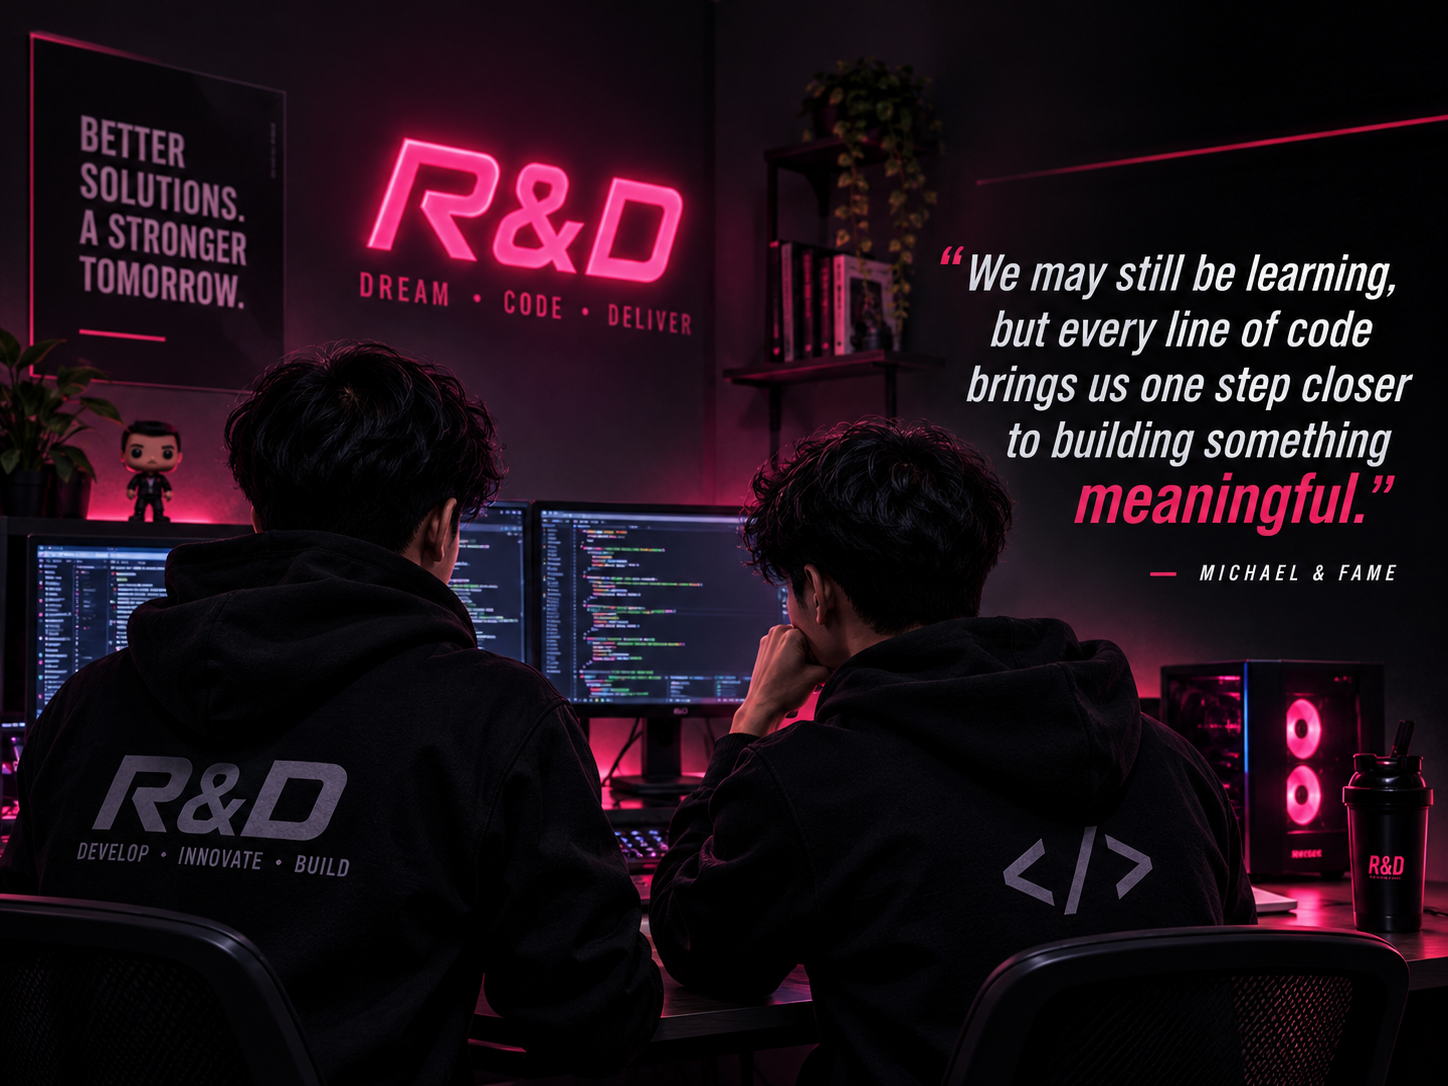 BETTER
SOLUTIONS.
A STRONGER
TOMORROW.
R&D
DREAM • CODE • DELIVER
“We may still be learning,
but every line of code
brings us one step closer
to building something
meaningful.”
— MICHAEL & FAME
R&D
DEVELOP • INNOVATE • BUILD
</>
R&D